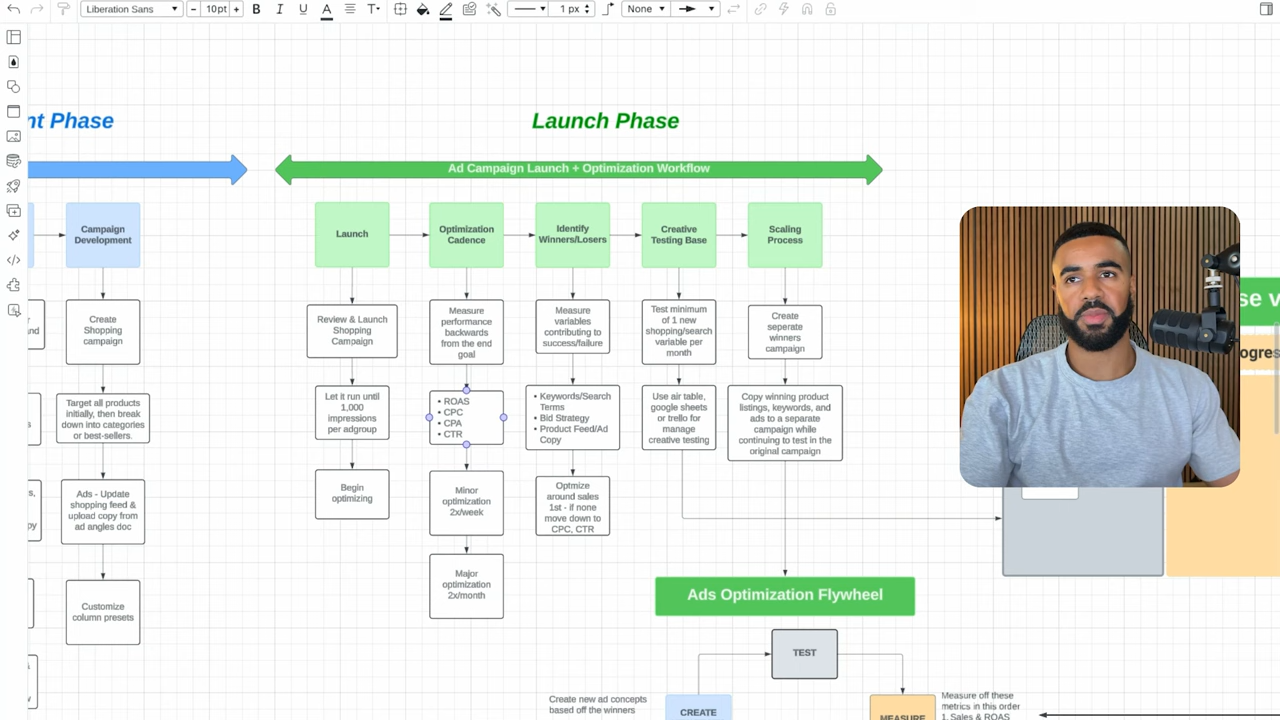 Liberation Sans
10pt
B
I
U
A
T
1 px
None
nt Phase
Launch Phase
Ad Campaign Launch + Optimization Workflow
Campaign
Development
Launch
Optimization
Cadence
Identify
Winners/Losers
Creative
Testing Base
Scaling
Process
se v
ogres
Create
Shopping
campaign
Review & Launch
Shopping
Campaign
Measure
performance
backwards
from the end
goal
Measure
variables
contributing to
success/failure
Test minimum
of 1 new
shopping/search
variable per
month
Create
seperate
winners
campaign
Target all products
initially, then break
down into categories
or best-sellers.
Let it run until
1,000
impressions
per adgroup
• ROAS
• CPC
• CPA
• CTR
• Keywords/Search
Terms
• Bid Strategy
• Product Feed/Ad
Copy
Use air table,
google sheets
or trello for
manage
creative testing
Copy winning product
listings, keywords, and
ads to a separate
campaign while
continuing to test in the
original campaign
Ads - Update
shopping feed &
upload copy from
ad angles doc
Begin
optimizing
Minor
optimization
2x/week
Optmize
around sales
1st - if none
move down to
CPC, CTR
Major
optimization
2x/month
Customize
column presets
Ads Optimization Flywheel
TEST
Create new ad concepts
based off the winners
CREATE
MEASURE
Measure off these
metrics in this order
1. Sales & ROAS